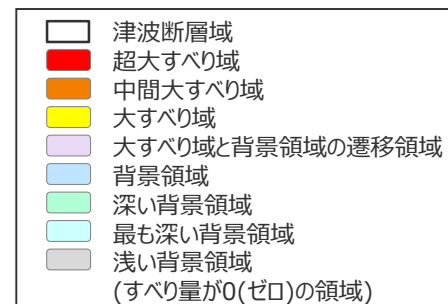 津波断層域
超大すべり域
中間大すべり域
大すべり域
大すべり域と背景領域の遷移領域
背景領域
深い背景領域
最も深い背景領域
浅い背景領域
(すべり量が0(ゼロ)の領域)